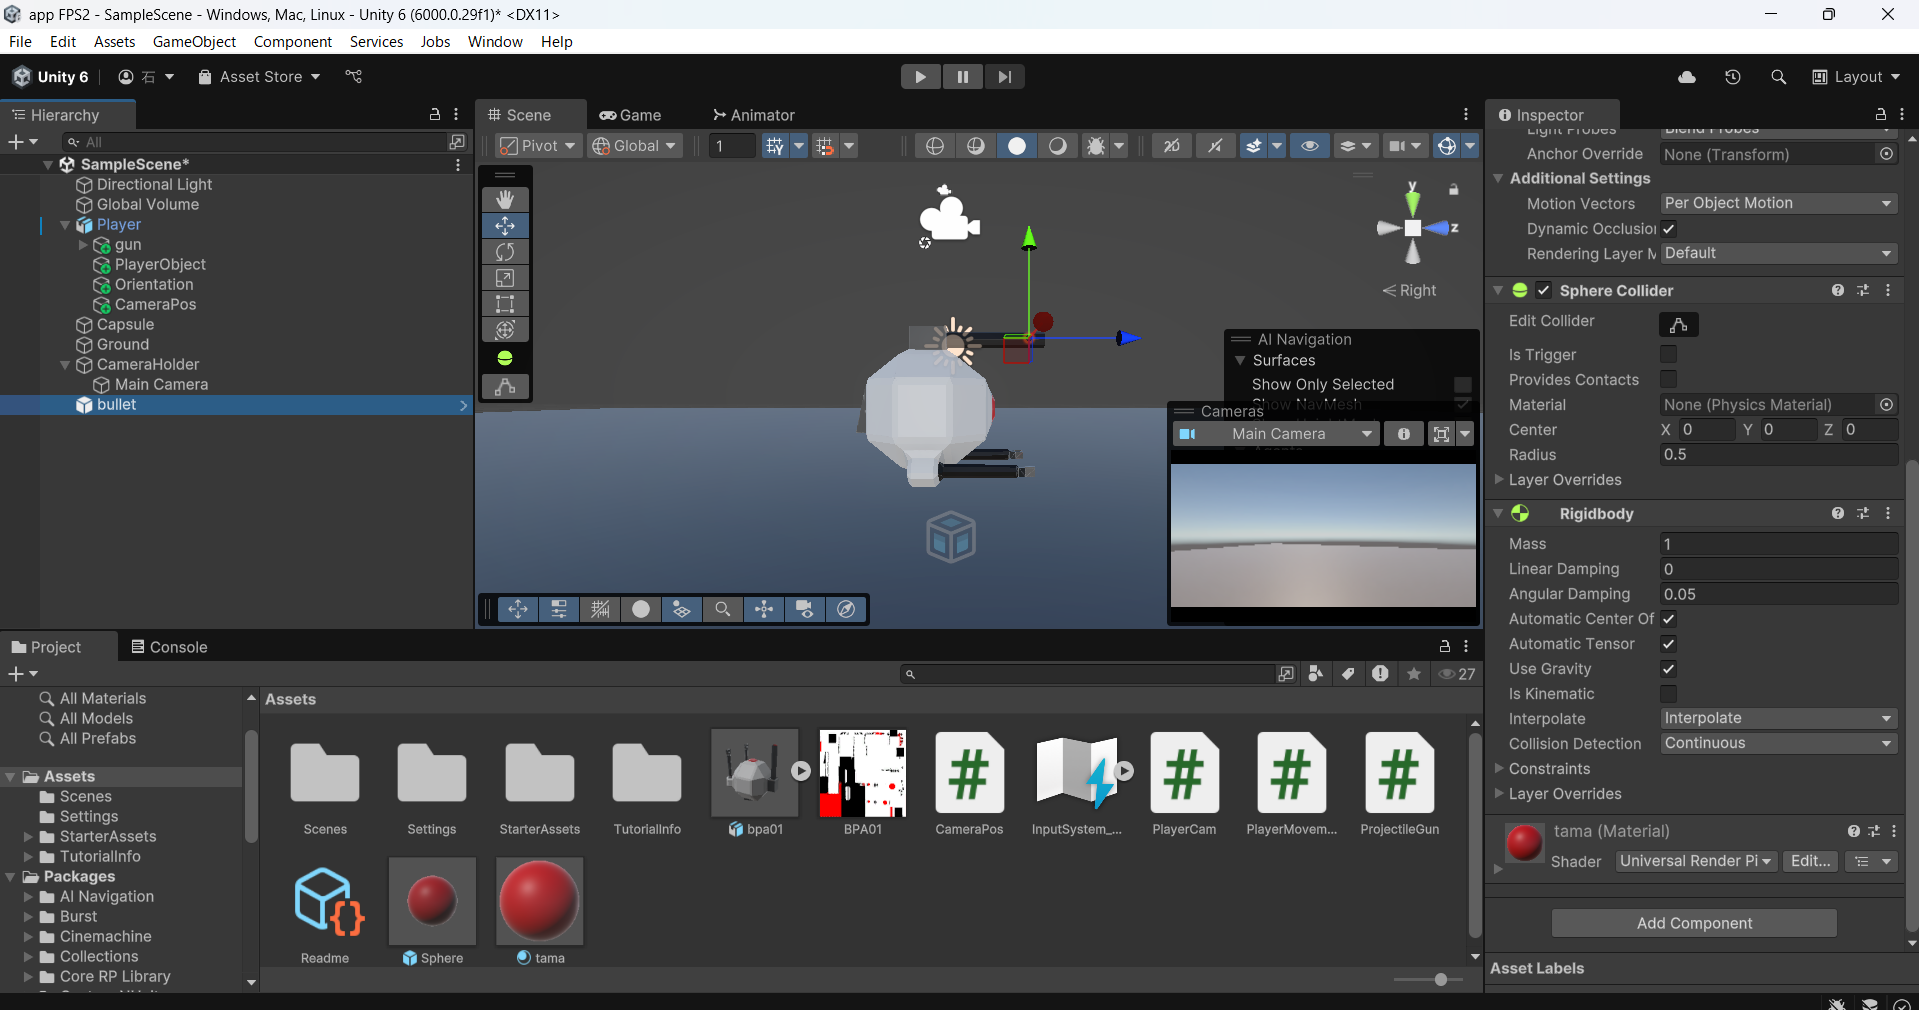 app FPS2 - SampleScene - Windows, Mac, Linux - Unity 6 (6000.0.29f1)* <DX11>
File Edit Assets GameObject Component Services Jobs Window Help
Unity 6 石 Asset Store Layout
Hierarchy
All
SampleScene*
Directional Light
Global Volume
Player
gun
PlayerObject
Orientation
CameraPos
Capsule
Ground
CameraHolder
Main Camera
bullet
Scene Game Animator
Pivot Global 1 2D
y
z
Right
AI Navigation
Surfaces
Show Only Selected
Show NavMesh
Cameras
Main Camera
Inspector
Light Probes Blend Probes
Anchor Override None (Transform)
Additional Settings
Motion Vectors Per Object Motion
Dynamic Occlusion
Rendering Layer M Default
Sphere Collider
Edit Collider
Is Trigger
Provides Contacts
Material None (Physics Material)
Center X 0 Y 0 Z 0
Radius 0.5
Layer Overrides
Rigidbody
Mass 1
Linear Damping 0
Angular Damping 0.05
Automatic Center Of
Automatic Tensor
Use Gravity
Is Kinematic
Interpolate Interpolate
Collision Detection Continuous
Constraints
Layer Overrides
tama (Material)
Shader Universal Render Pi Edit...
Add Component
Asset Labels
Project Console
27
All Materials
All Models
All Prefabs
Assets
Scenes
Settings
StarterAssets
TutorialInfo
Packages
AI Navigation
Burst
Cinemachine
Collections
Core RP Library
Assets
Scenes Settings StarterAssets TutorialInfo bpa01 BPA01 CameraPos InputSystem_... PlayerCam PlayerMovem... ProjectileGun
Readme Sphere tama